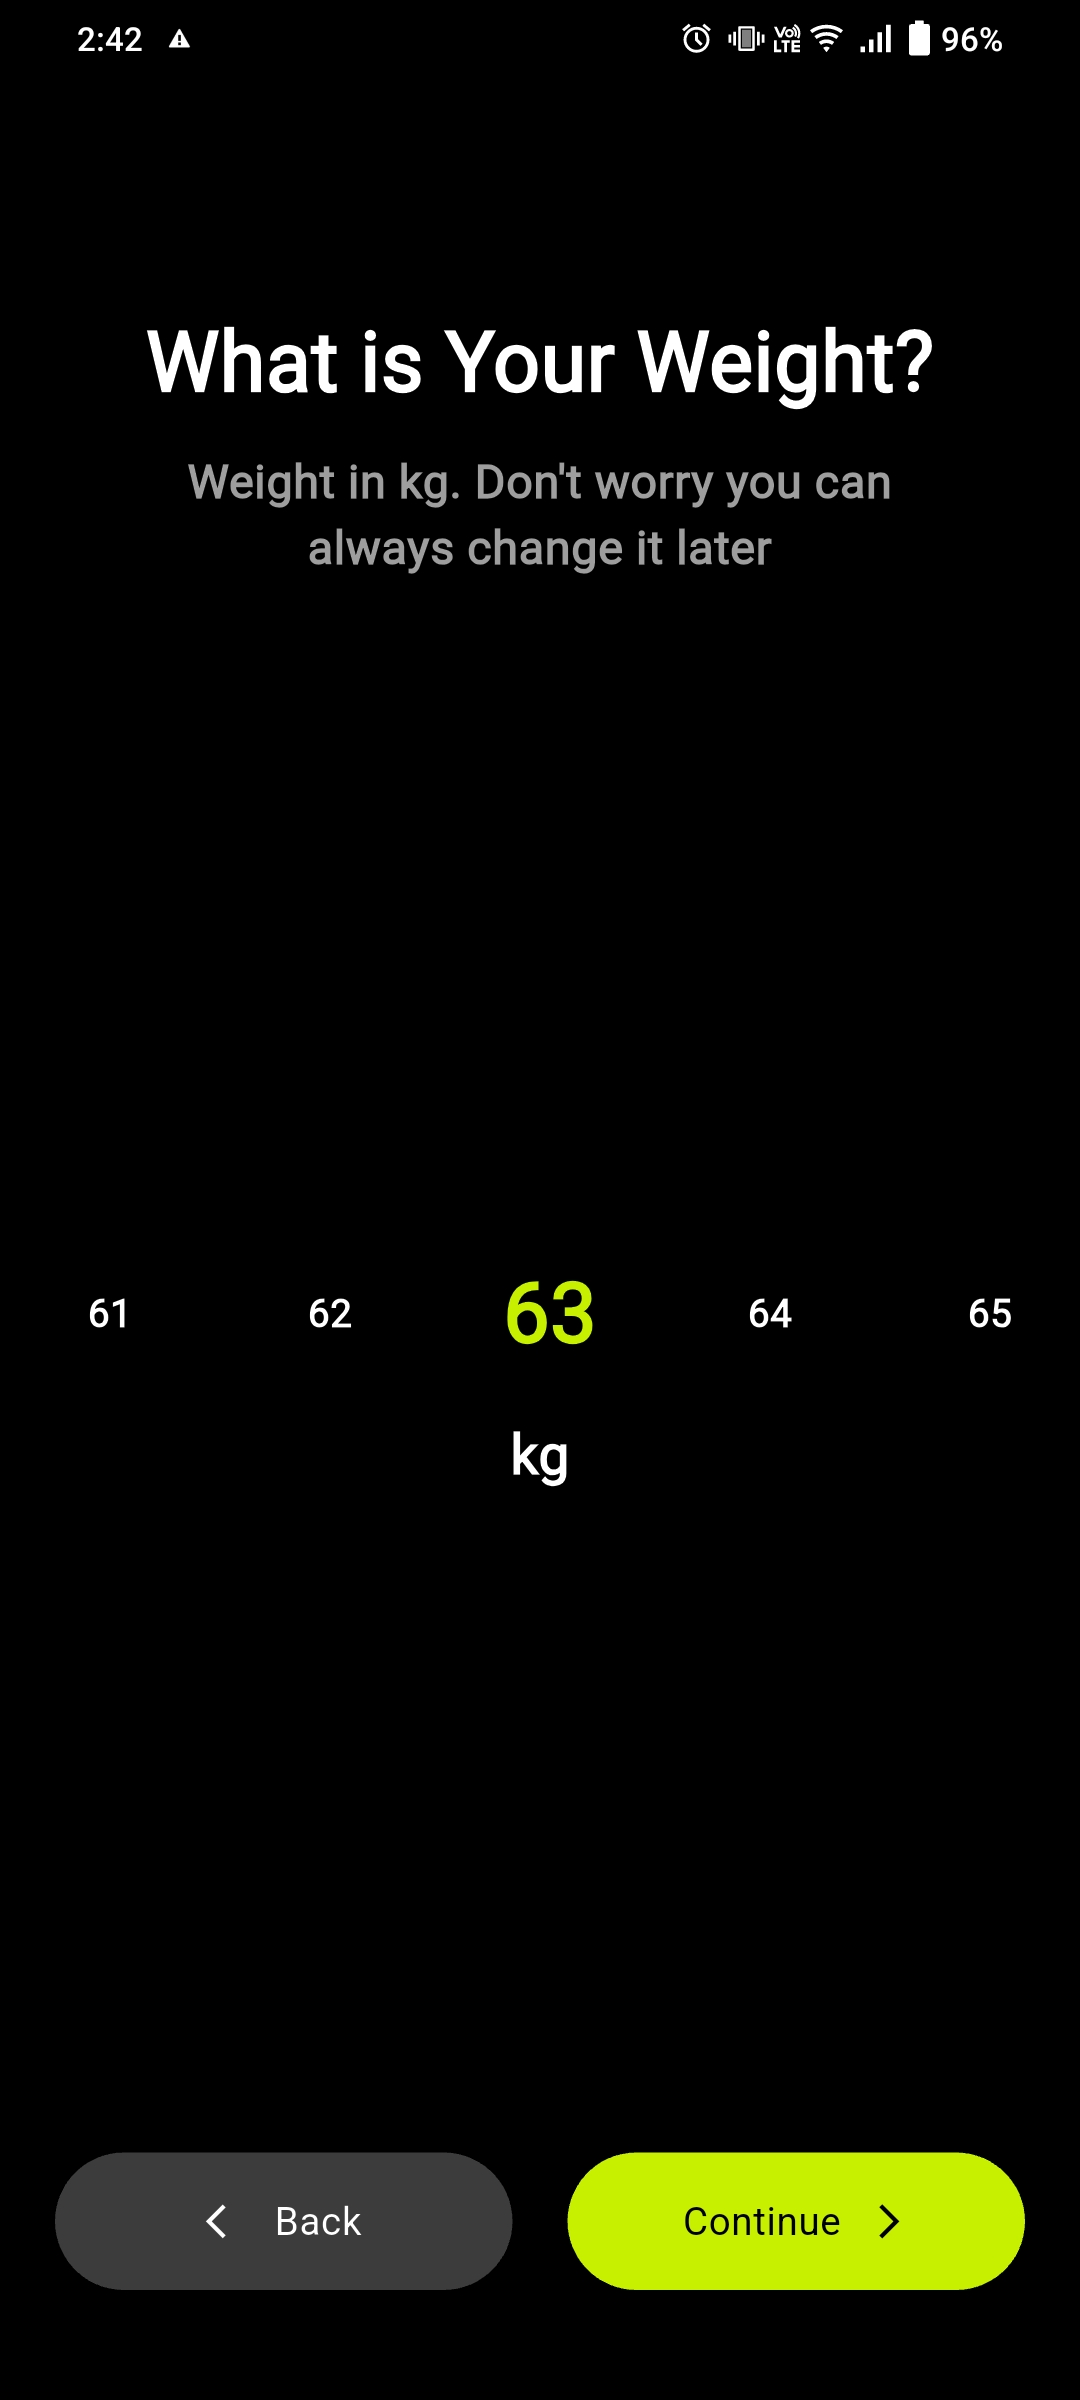 2:42 VoLTE 96%
What is Your Weight?
Weight in kg. Don't worry you can
always change it later
61 62 63 64 65
kg
Back Continue